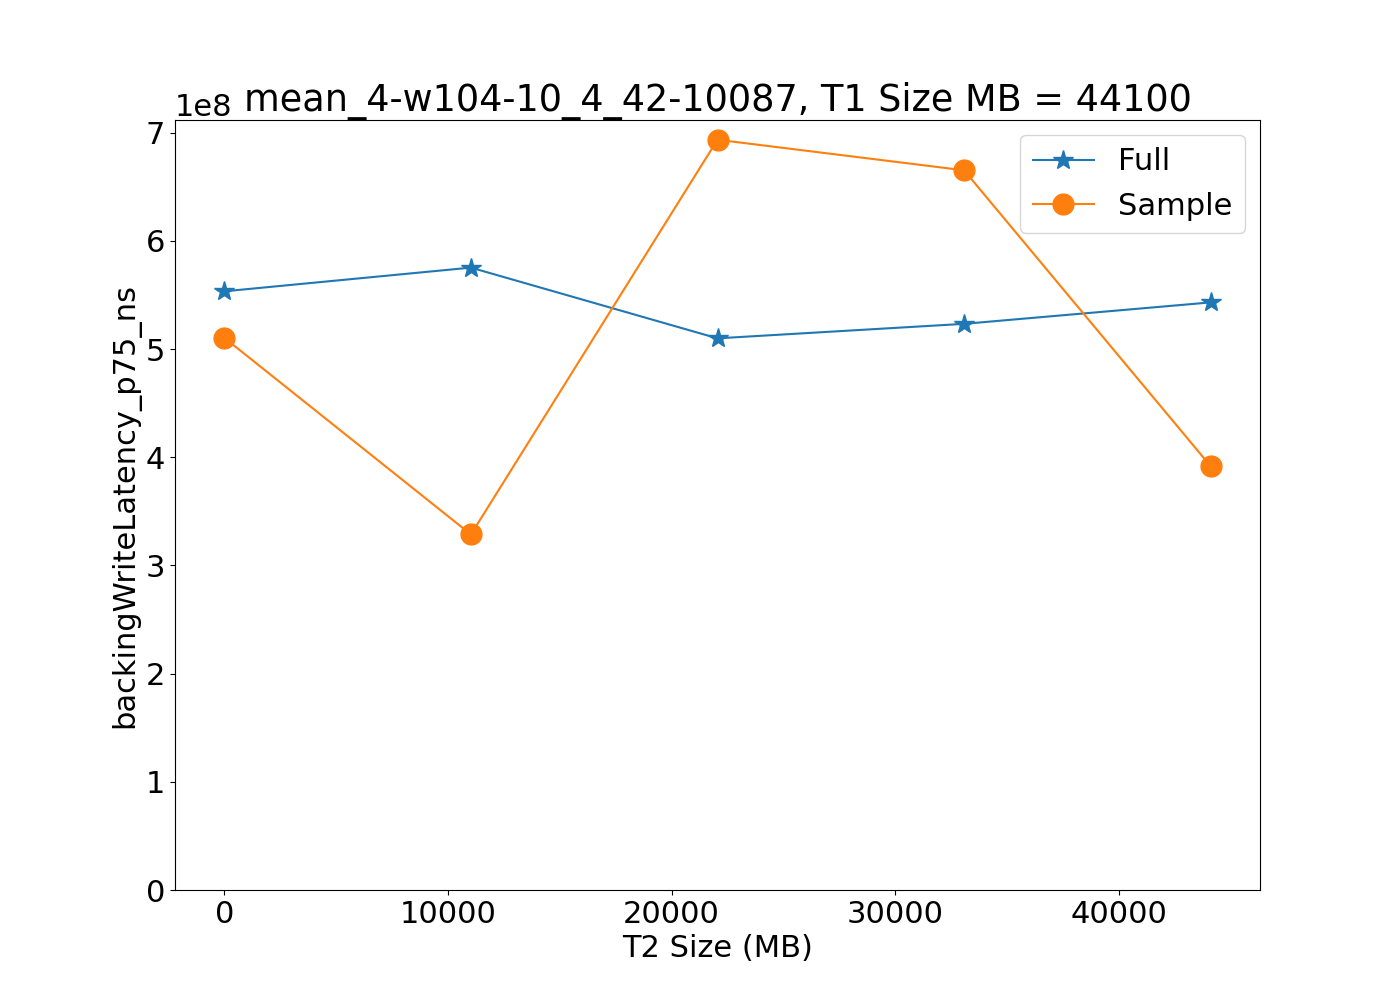 1e8
mean_4-w104-10_4_42-10087, T1 Size MB = 44100
Full
Sample
backingWriteLatency_p75_ns
7
6
5
4
3
2
1
0
0 10000 20000 30000 40000
T2 Size (MB)